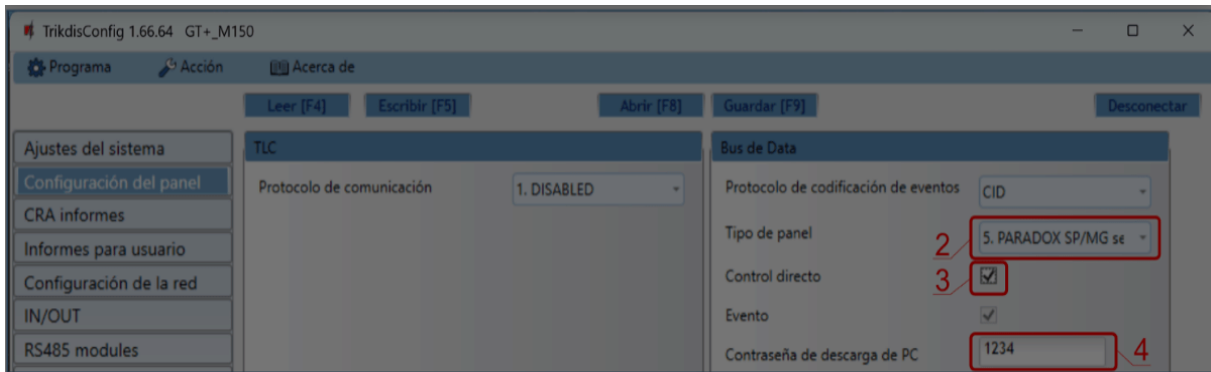 TrikdisConfig 1.66.64 GT+_M150
Programa Acción Acerca de
Leer [F4] Escribir [F5] Abrir [F8] Guardar [F9] Desconectar
Ajustes del sistema
Configuración del panel
CRA informes
Informes para usuario
Configuración de la red
IN/OUT
RS485 modules
TLC
Protocolo de comunicación 1. DISABLED
Bus de Data
Protocolo de codificación de eventos CID
Tipo de panel 2 5. PARADOX SP/MG se
Control directo 3
Evento
Contraseña de descarga de PC 1234 4